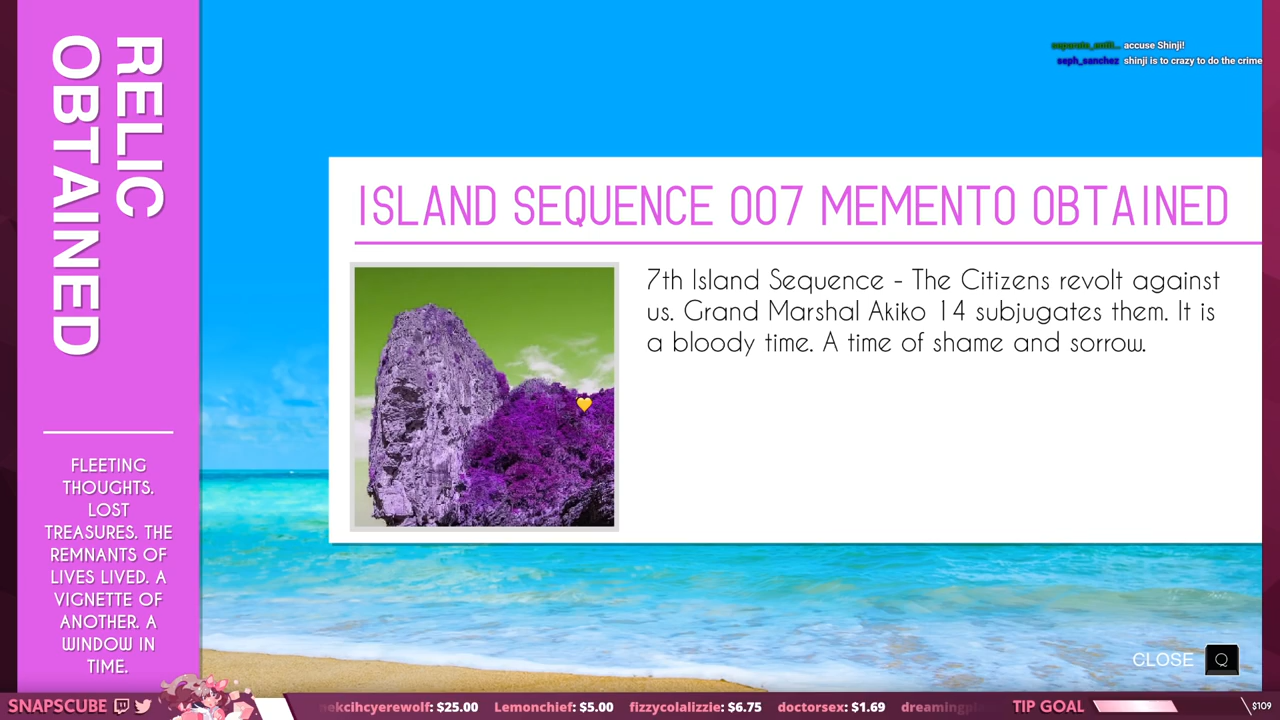 RELIC
OBTAINED
FLEETING
THOUGHTS.
LOST
TREASURES. THE
REMNANTS OF
LIVES LIVED. A
VIGNETTE OF
ANOTHER. A
WINDOW IN
TIME.
accuse Shinji!
seph_sanchez shinji is to crazy to do the crime
ISLAND SEQUENCE 007 MEMENTO OBTAINED
7th Island Sequence - The Citizens revolt against
us. Grand Marshal Akiko 14 subjugates them. It is
a bloody time. A time of shame and sorrow.
CLOSE Q
SNAPSCUBE nekcihcyerewolf: $25.00 Lemonchief: $5.00 fizzycolalizzie: $6.75 doctorsex: $1.69 TIP GOAL $109